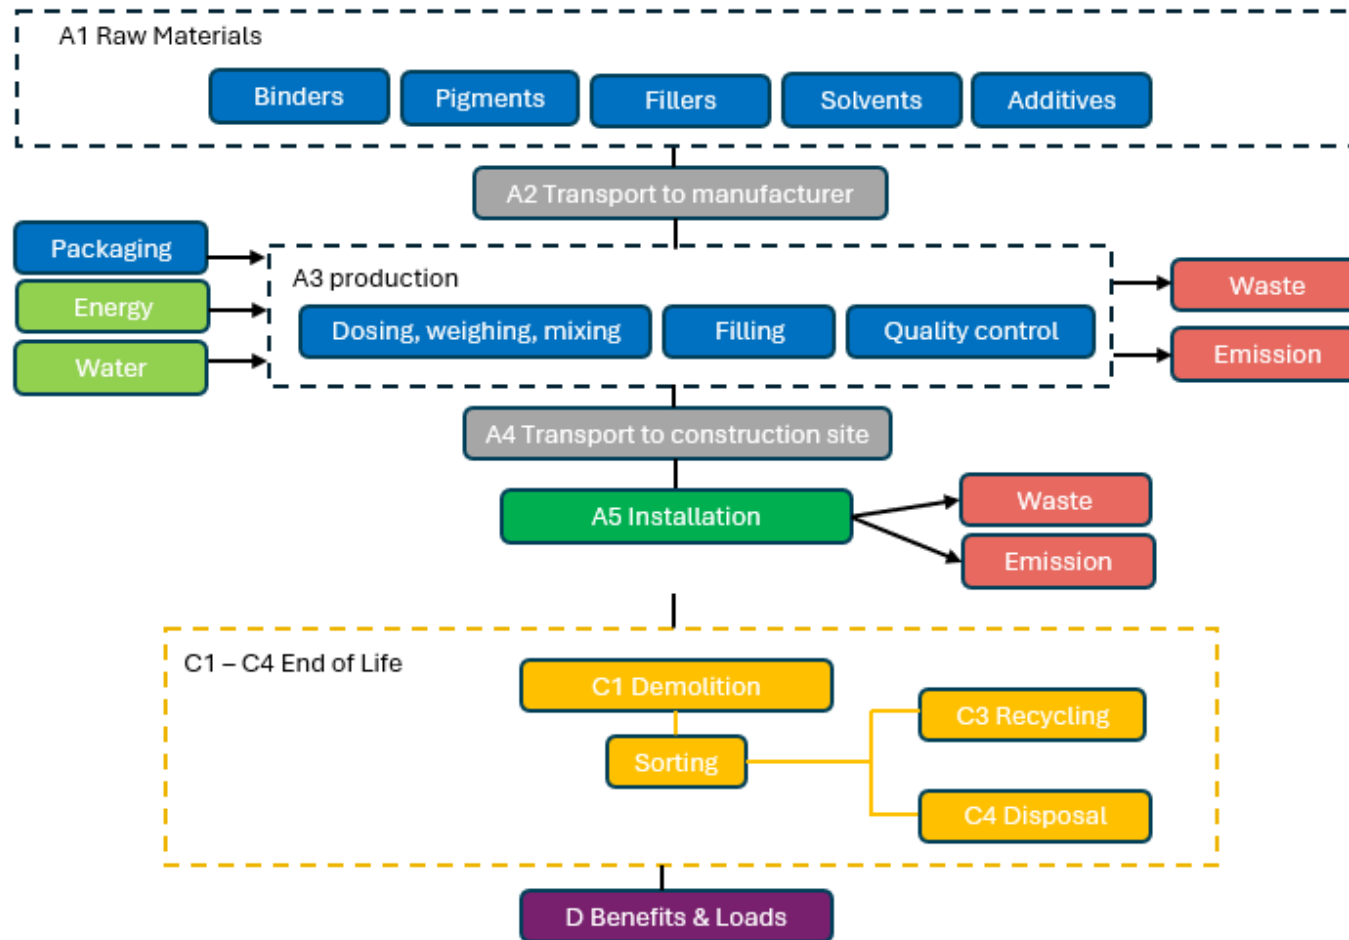 A1 Raw Materials
Binders
Pigments
Fillers
Solvents
Additives
A2 Transport to manufacturer
Packaging
Energy
Water
A3 production
Dosing, weighing, mixing
Filling
Quality control
Waste
Emission
A4 Transport to construction site
A5 Installation
Waste
Emission
C1 – C4 End of Life
C1 Demolition
Sorting
C3 Recycling
C4 Disposal
D Benefits & Loads